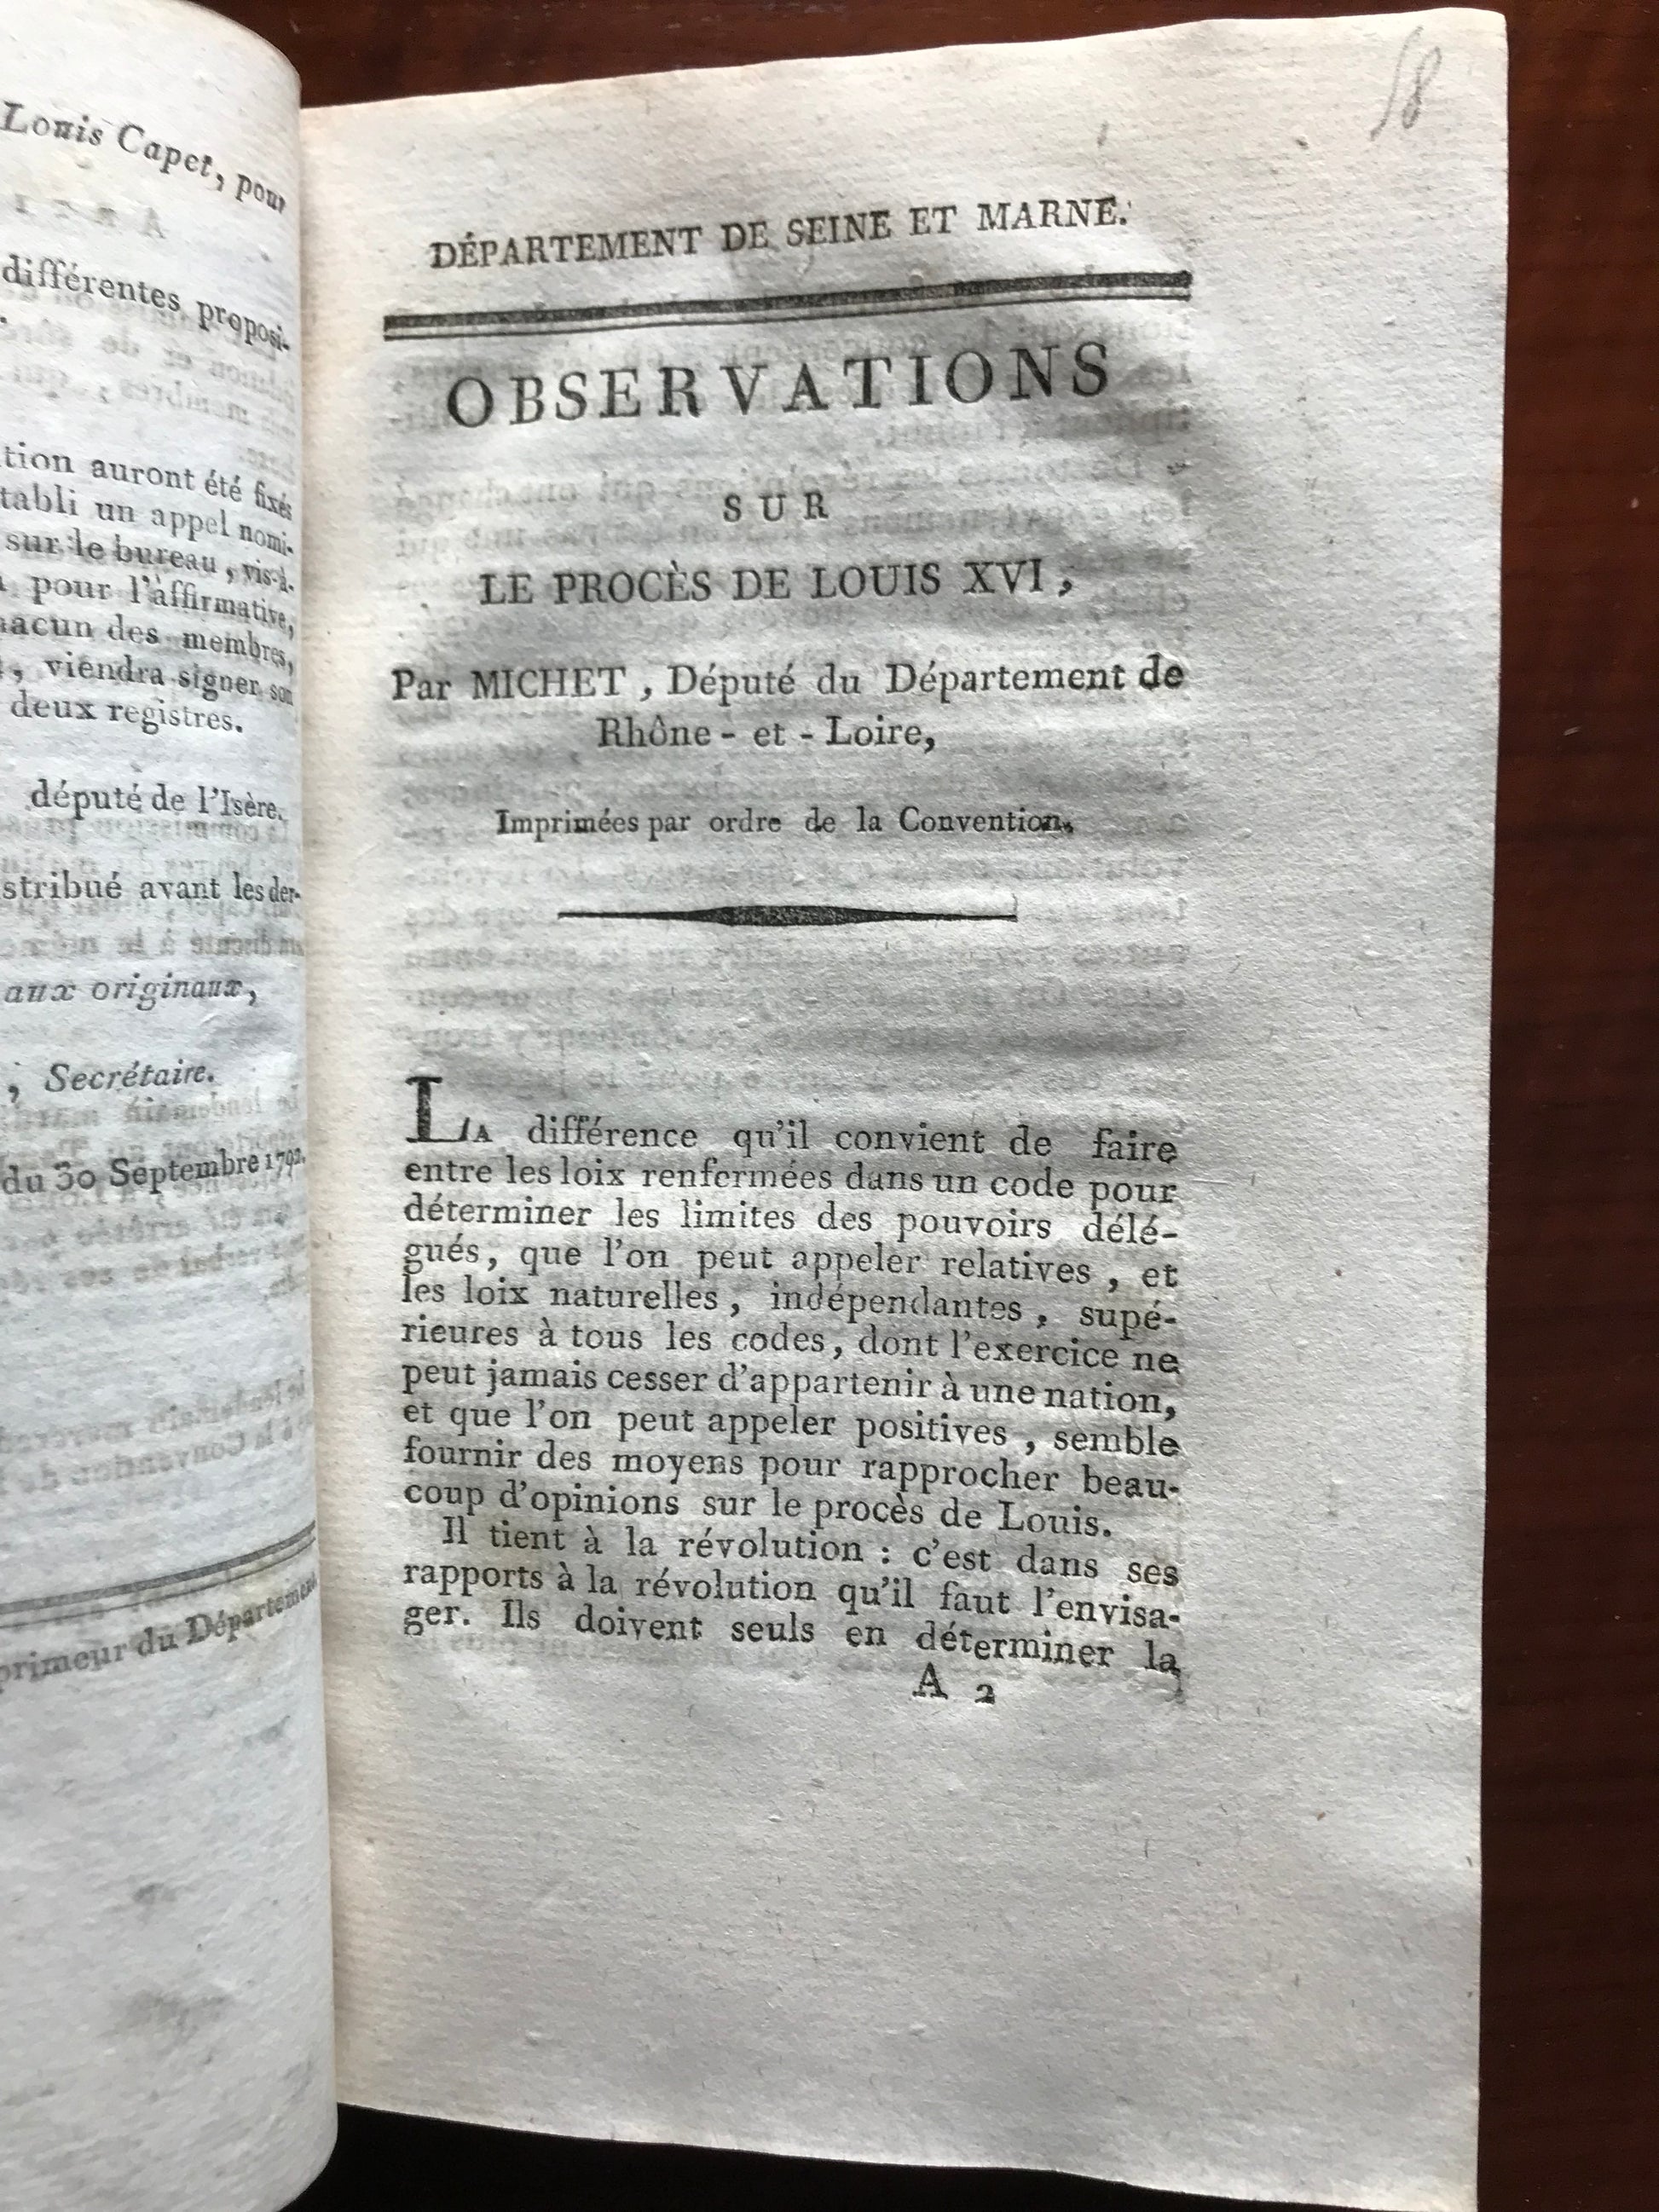 Louis Capet, pour
différentes proposi-
tion auront été fixés
tabli un appel nomi-
sur le bureau, vis-à-
pour l'affirmative,
hacun des membres,
, viendra signer son
deux registres.
député de l'Isère.
stribué avant les der-
aux originaux,
, Secrétaire.
du 30 Septembre 1792.
primeur du Département
18
DÉPARTEMENT DE SEINE ET MARNE.
OBSERVATIONS
SUR
LE PROCÈS DE LOUIS XVI,
Par MICHET, Député du Département de
Rhône - et - Loire,
Imprimées par ordre de la Convention.
LA différence qu'il convient de faire
entre les loix renfermées dans un code pour
déterminer les limites des pouvoirs délé-
gués, que l'on peut appeler relatives, et
les loix naturelles, indépendantes, supé-
rieures à tous les codes, dont l'exercice ne
peut jamais cesser d'appartenir à une nation,
et que l'on peut appeler positives, semble
fournir des moyens pour rapprocher beau-
coup d'opinions sur le procès de Louis.
Il tient à la révolution : c'est dans ses
rapports à la révolution qu'il faut l'envisa-
ger. Ils doivent seuls en déterminer la
A 2